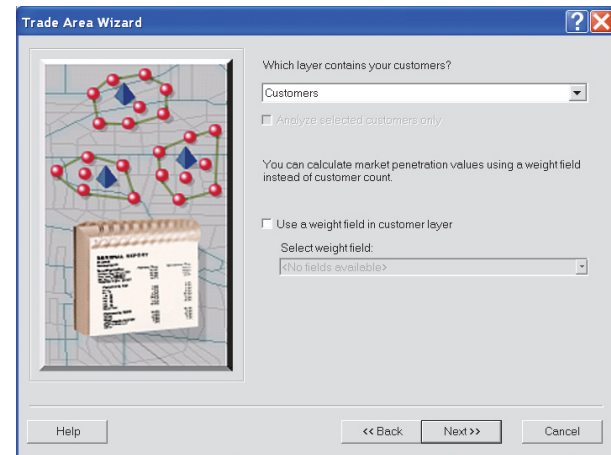 Trade Area Wizard
Which layer contains your customers?
Customers
Analyze selected customers only
You can calculate market penetration values using a weight field
instead of customer count.
Use a weight field in customer layer
Select weight field:
<No fields available>
Help
<< Back
Next >>
Cancel